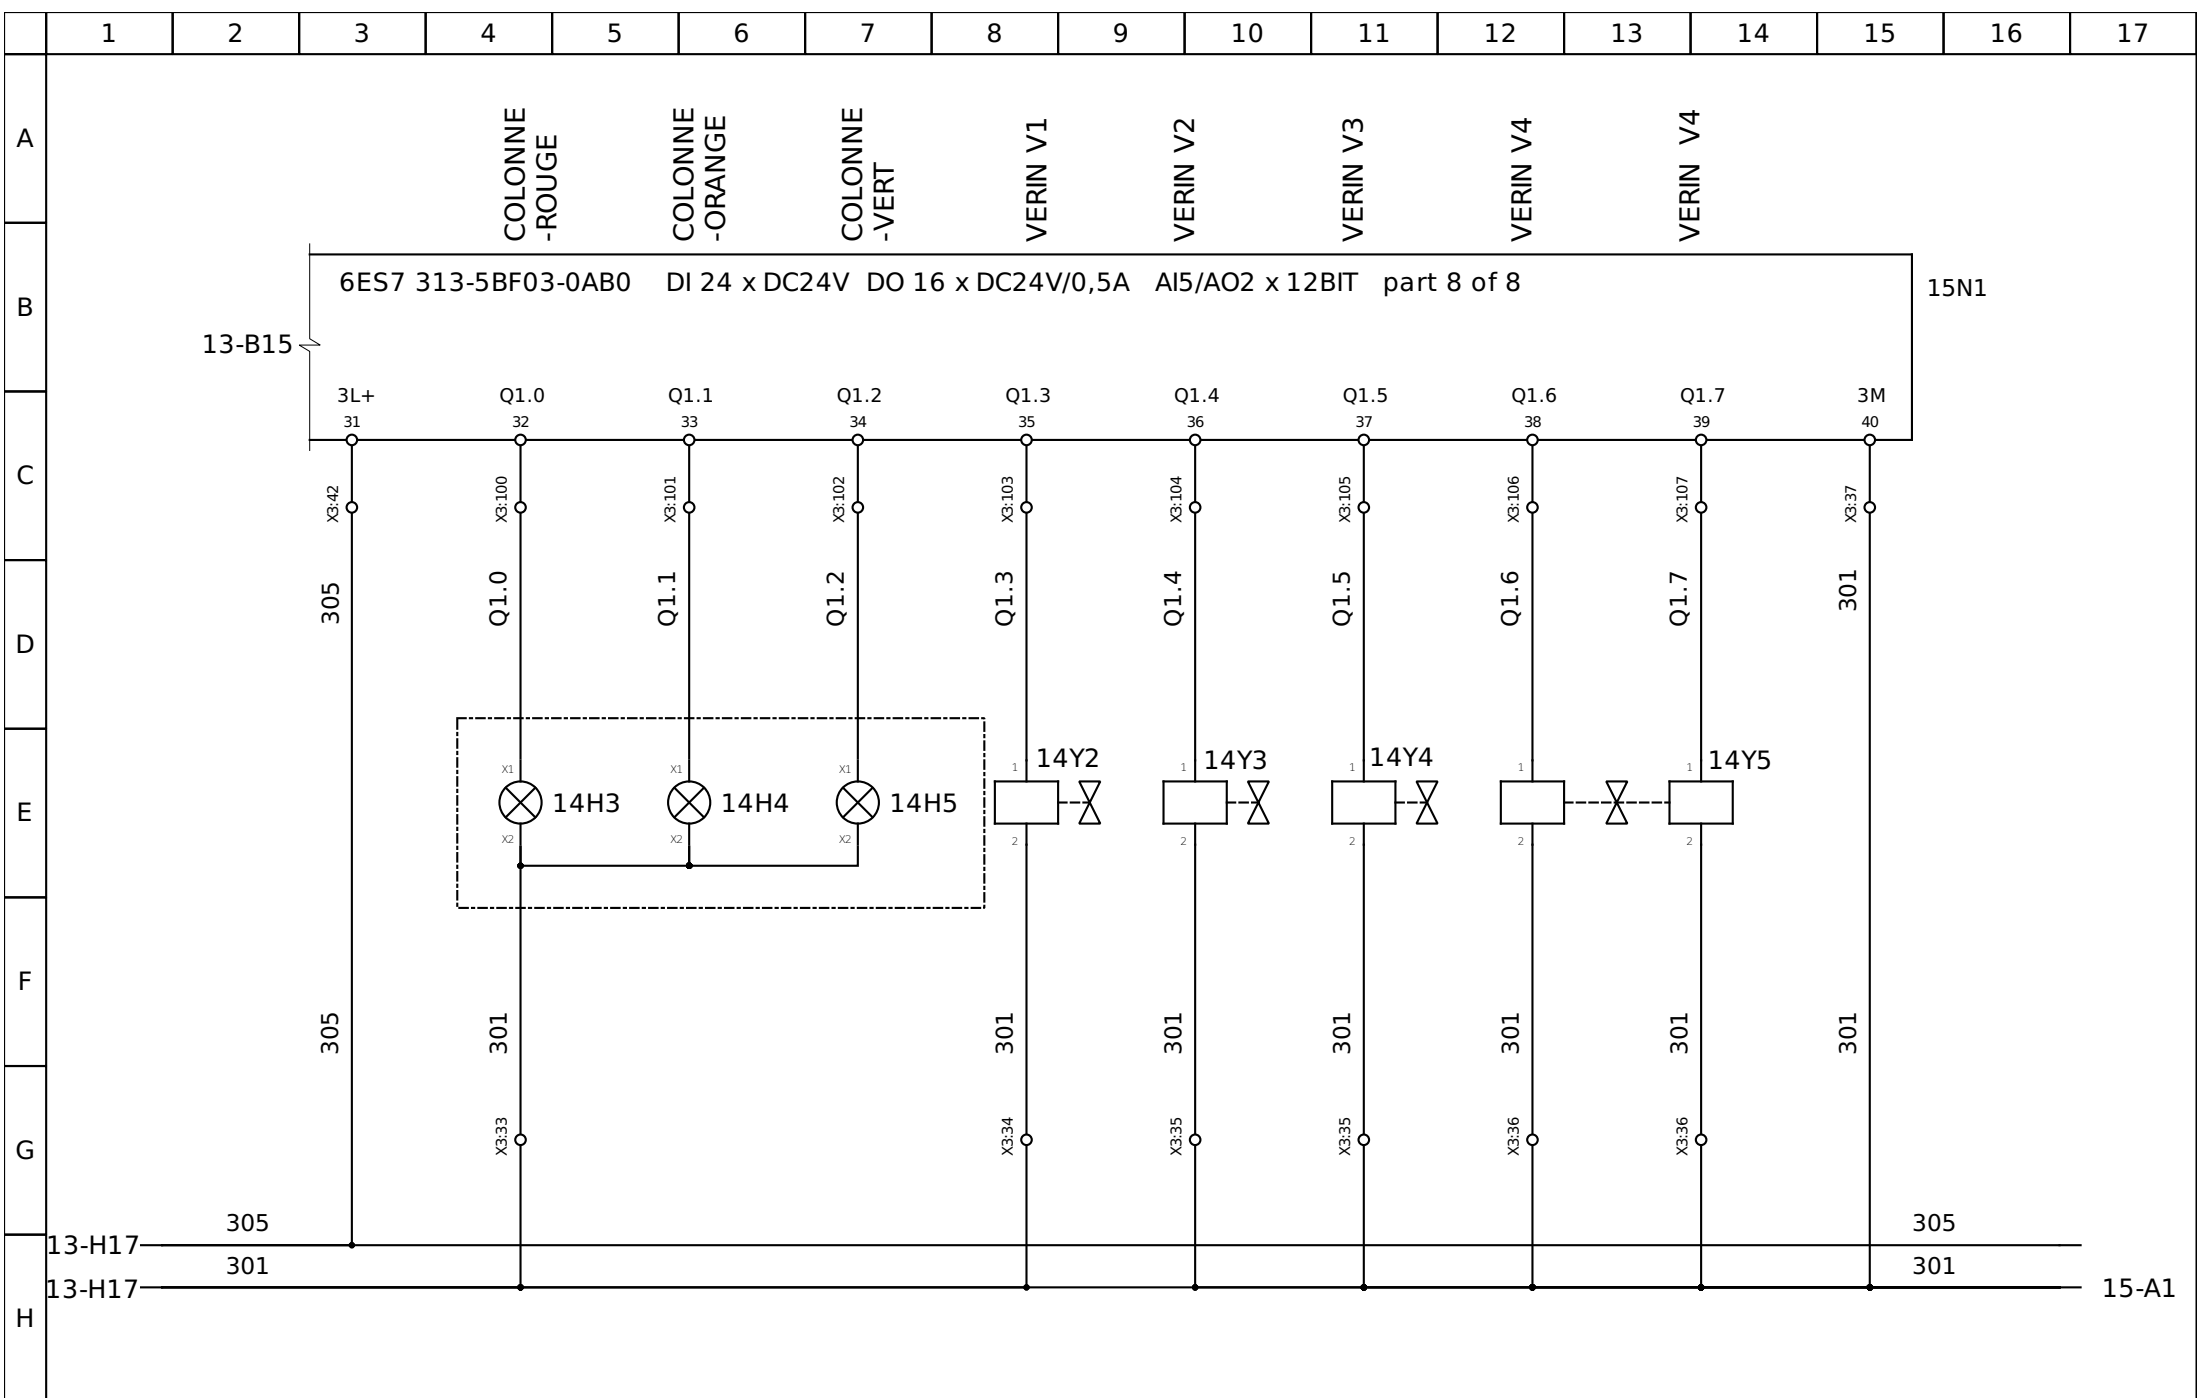 1 2 3 4 5 6 7 8 9 10 11 12 13 14 15 16 17
A
COLONNE
-ROUGE
COLONNE
-ORANGE
COLONNE
-VERT
VERIN V1
VERIN V2
VERIN V3
VERIN V4
VERIN V4
B
6ES7 313-5BF03-0AB0 DI 24 x DC24V DO 16 x DC24V/0,5A AI5/AO2 x 12BIT part 8 of 8
15N1
13-B15
3L+ Q1.0 Q1.1 Q1.2 Q1.3 Q1.4 Q1.5 Q1.6 Q1.7 3M
31 32 33 34 35 36 37 38 39 40
C
X3:42 X3:100 X3:101 X3:102 X3:103 X3:104 X3:105 X3:106 X3:107 X3:37
305 Q1.0 Q1.1 Q1.2 Q1.3 Q1.4 Q1.5 Q1.6 Q1.7 301
D
14Y2 14Y3 14Y4 14Y5
X1 X1 X1 1 1 1 1 1
E
14H3 14H4 14H5
X2 X2 X2 2 2 2 2 2
F
305 301 301 301 301 301 301 301
G
X3:33 X3:34 X3:35 X3:35 X3:36 X3:36
305 305
13-H17
301 301
13-H17 15-A1
H